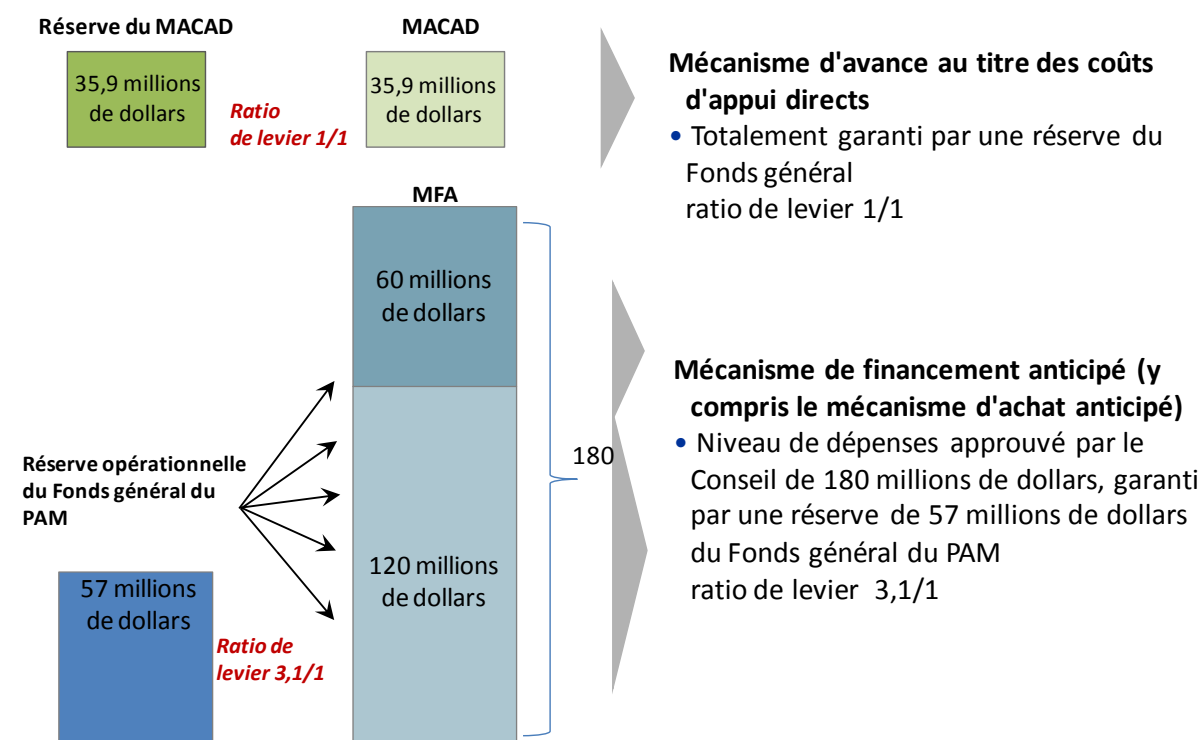 Réserve du MACAD
MACAD
35,9 millions
de dollars
Ratio
de levier 1/1
35,9 millions
de dollars
Mécanisme d'avance au titre des coûts
d'appui directs
• Totalement garanti par une réserve du
Fonds général
ratio de levier 1/1
MFA
60 millions
de dollars
120 millions
de dollars
180
Réserve opérationnelle
du Fonds général du
PAM
57 millions
de dollars
Ratio de
levier 3,1/1
Mécanisme de financement anticipé (y
compris le mécanisme d'achat anticipé)
• Niveau de dépenses approuvé par le
Conseil de 180 millions de dollars, garanti
par une réserve de 57 millions de dollars
du Fonds général du PAM
ratio de levier 3,1/1